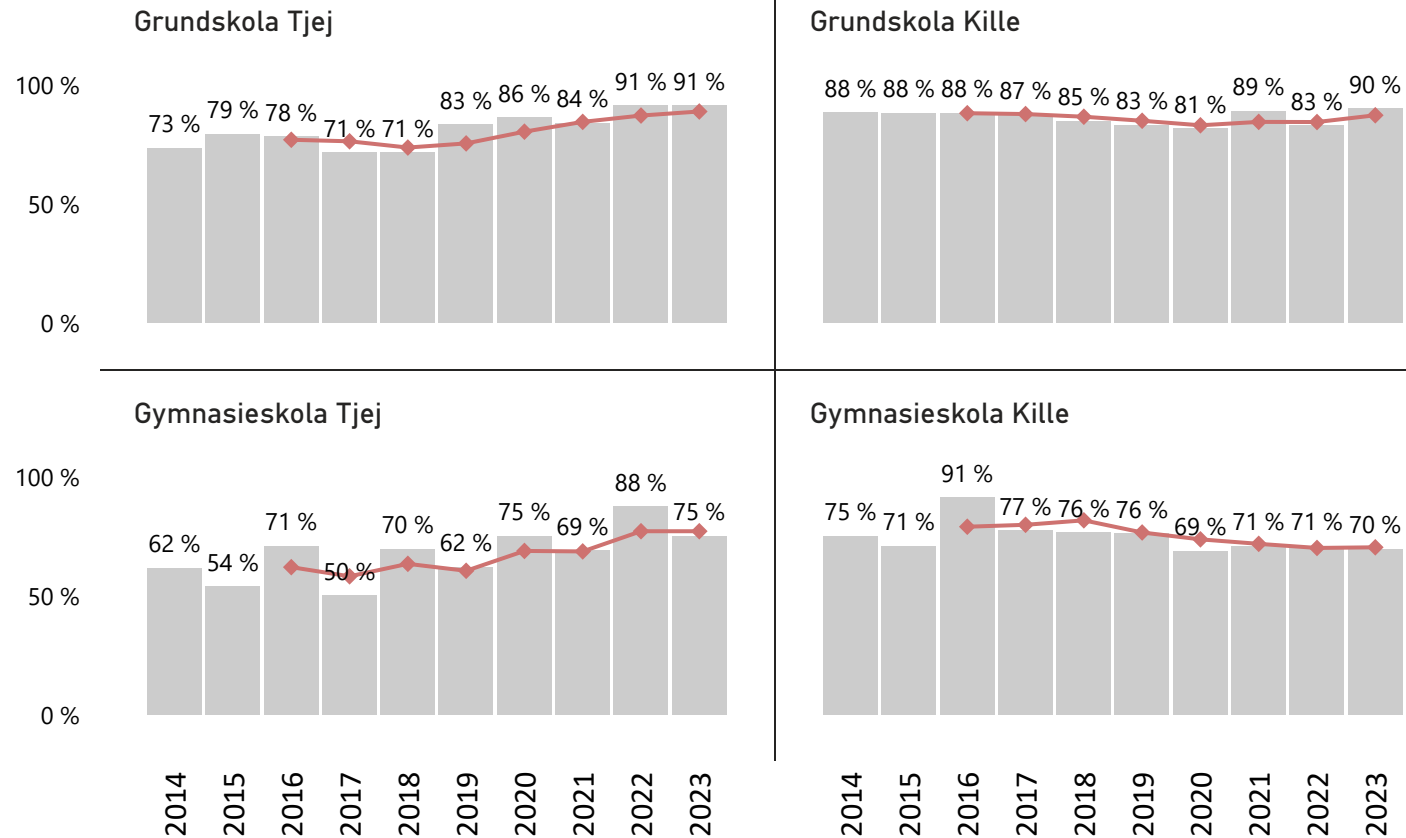 Grundskola Tjej
100 %
50 %
0 %
73 % 79 % 78 % 71 % 71 % 83 % 86 % 84 % 91 % 91 %
Grundskola Kille
88 % 88 % 88 % 87 % 85 % 83 % 81 % 89 % 83 % 90 %
Gymnasieskola Tjej
100 %
50 %
0 %
62 % 54 % 71 % 50 % 70 % 62 % 75 % 69 % 88 % 75 %
2014 2015 2016 2017 2018 2019 2020 2021 2022 2023
Gymnasieskola Kille
75 % 71 % 91 % 77 % 76 % 76 % 69 % 71 % 71 % 70 %
2014 2015 2016 2017 2018 2019 2020 2021 2022 2023